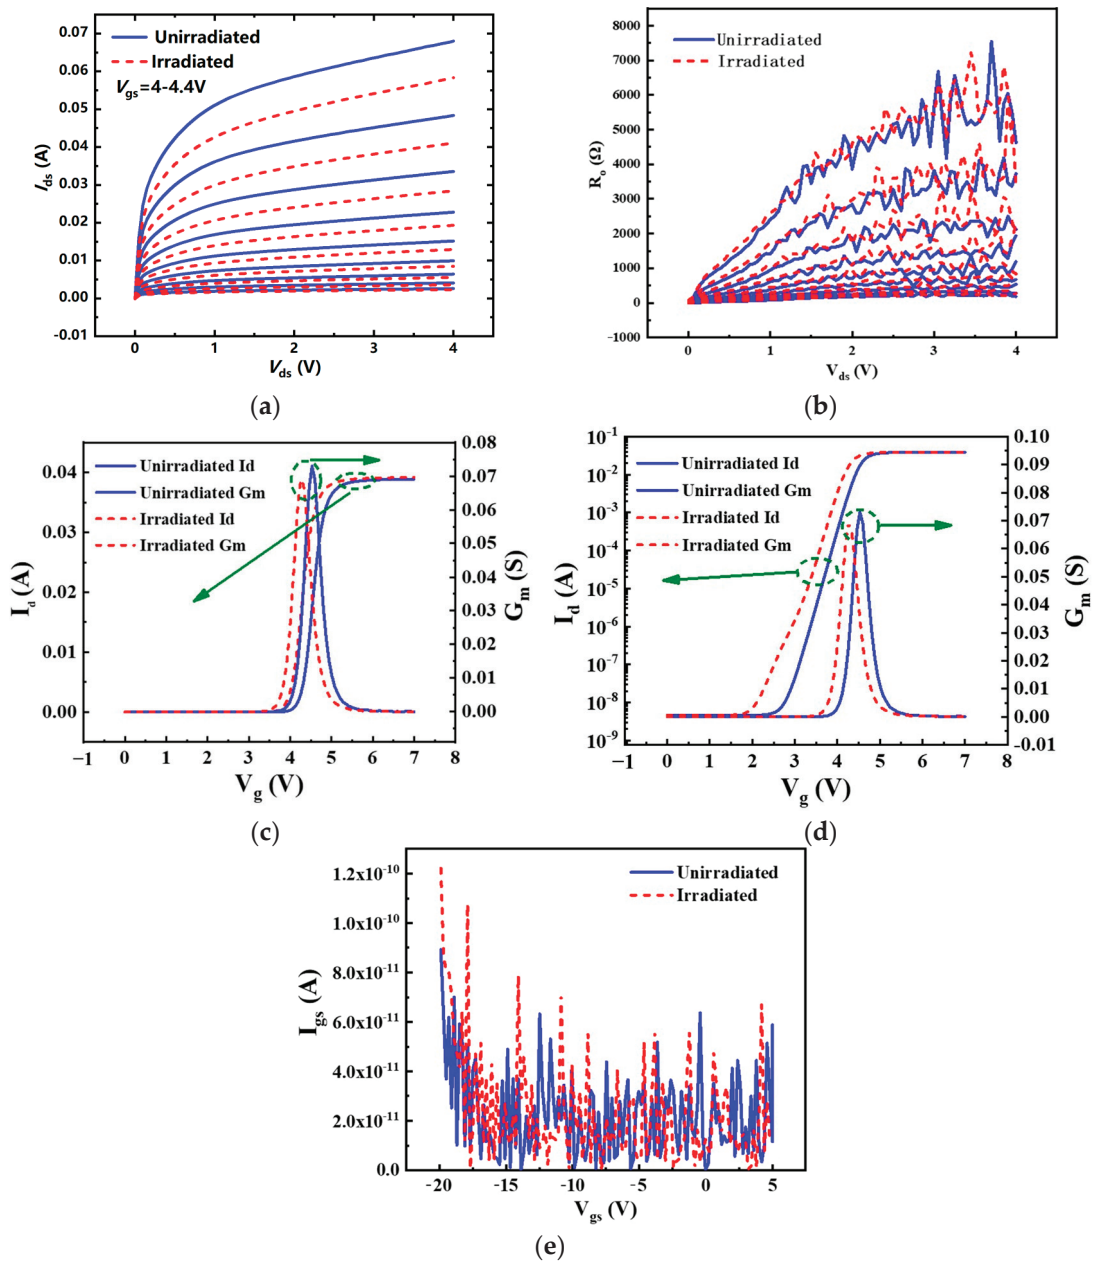 0.07
0.06
0.05
0.04
0.03
0.02
0.01
0.00
-0.01
Ids (A)
Unirradiated
Irradiated
Vgs=4-4.4V
0 1 2 3 4
Vds (V)
(a)
8000
7000
6000
5000
4000
3000
2000
1000
0
-1000
Ro (Ω)
Unirradiated
Irradiated
0 1 2 3 4
Vds (V)
(b)
0.04
0.03
0.02
0.01
0.00
Id (A)
Unirradiated Id
Unirradiated Gm
Irradiated Id
Irradiated Gm
0.08
0.07
0.06
0.05
0.04
0.03
0.02
0.01
0.00
Gm (S)
−1 0 1 2 3 4 5 6 7 8
Vg (V)
(c)
10-1
10-2
10-3
10-4
10-5
10-6
10-7
10-8
10-9
Id (A)
Unirradiated Id
Unirradiated Gm
Irradiated Id
Irradiated Gm
0.10
0.09
0.08
0.07
0.06
0.05
0.04
0.03
0.02
0.01
0.00
-0.01
Gm (S)
−1 0 1 2 3 4 5 6 7 8
Vg (V)
(d)
1.2x10-10
1.0x10-10
8.0x10-11
6.0x10-11
4.0x10-11
2.0x10-11
0.0
Igs (A)
Unirradiated
Irradiated
-20 -15 -10 -5 0 5
Vgs (V)
(e)